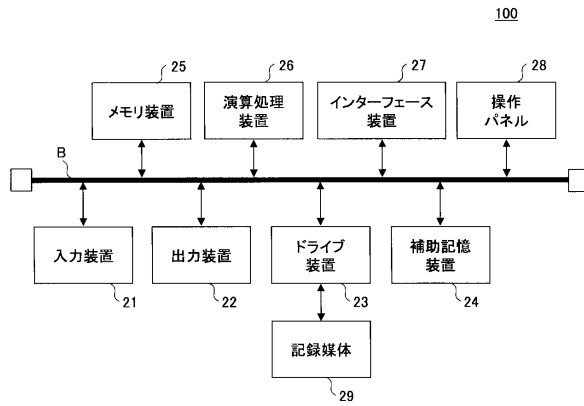 100
25
26
27
28
メモリ装置
演算処理
装置
インターフェース
装置
操作
パネル
B
入力装置
出力装置
ドライブ
装置
補助記憶
装置
21
22
23
24
記録媒体
29